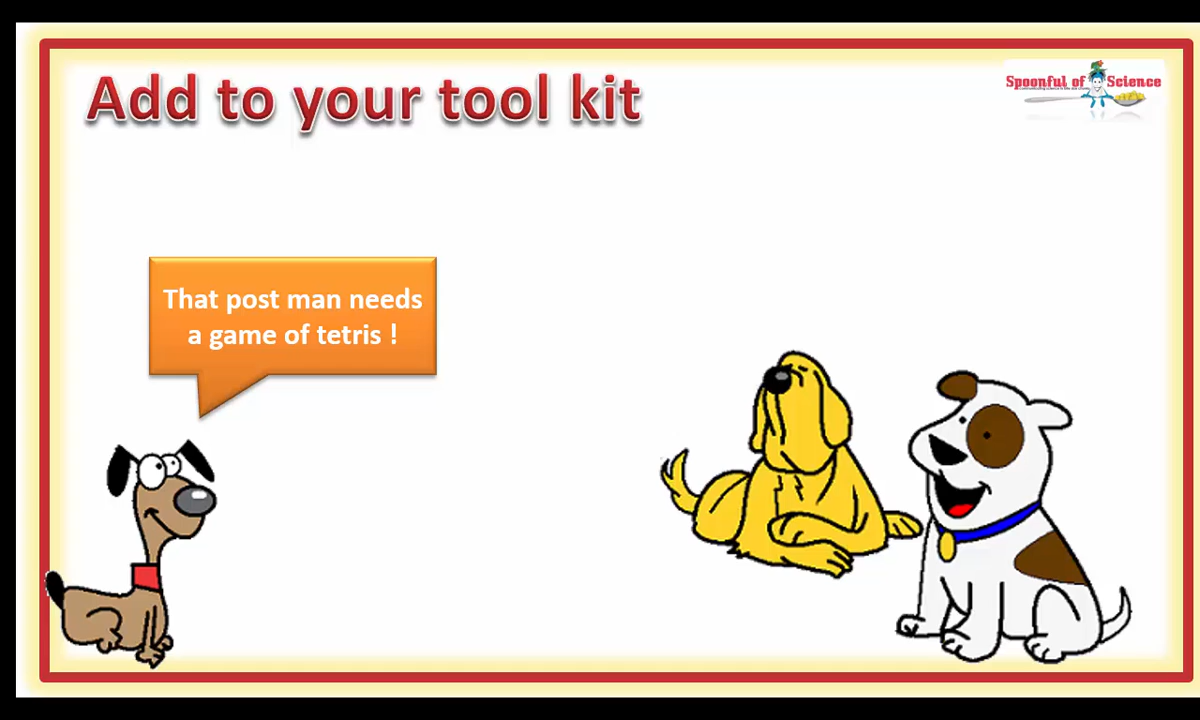 Add to your tool kit
Spoonful of Science
That post man needs
a game of tetris !